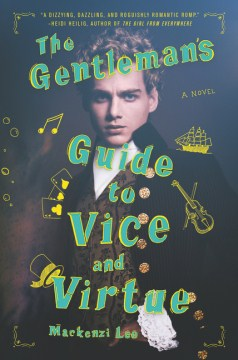 "A DIZZYING, DAZZLING, AND ROGUISHLY ROMANTIC ROMP."
—HEIDI HEILIG, AUTHOR OF THE GIRL FROM EVERYWHERE
The
Gentleman's
A NOVEL
Guide
to
Vice
and
Virtue
Mackenzi Lee